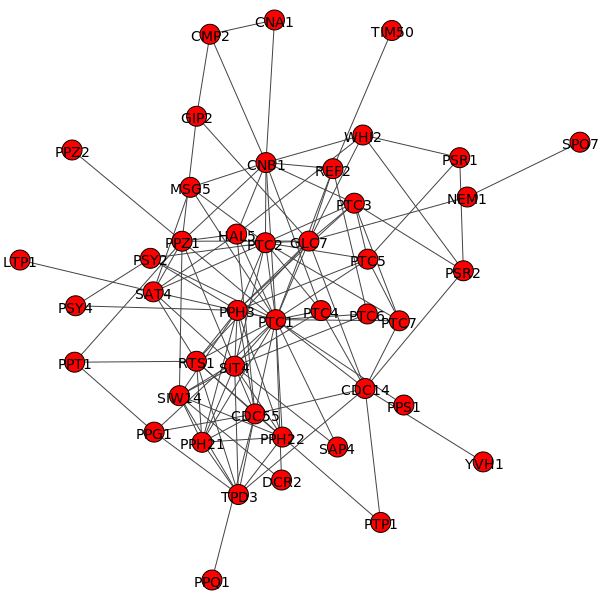 CNA1
CMP2
TIM50
GIP2
WHI2
SPO7
PPZ2
CNB1
REF2
PSR1
MSG5
NEM1
PTC3
HAL5
PPZ1
PTC2
GLC7
PSY2
PTC5
LTP1
PSR2
SAT4
PSY4
PPH3
PTC4
PTC1
PTC6
PTC7
PPT1
RTS1
SIT4
CDC14
SIW14
PPS1
CDC55
PPG1
PPH21
PPH22
SAP4
YVH1
DCR2
TPD3
PTP1
PPQ1